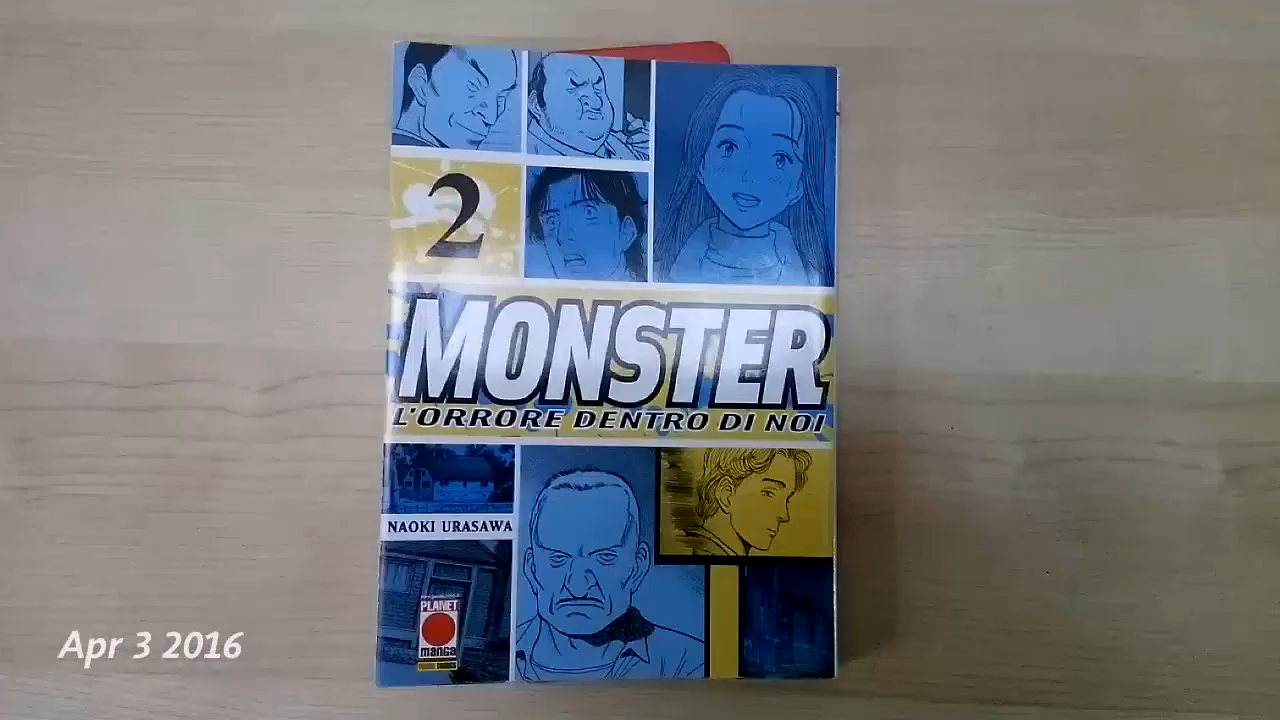 2
MONSTER
L'ORRORE DENTRO DI NOI
NAOKI URASAWA
PLANET
manga
Apr 3 2016